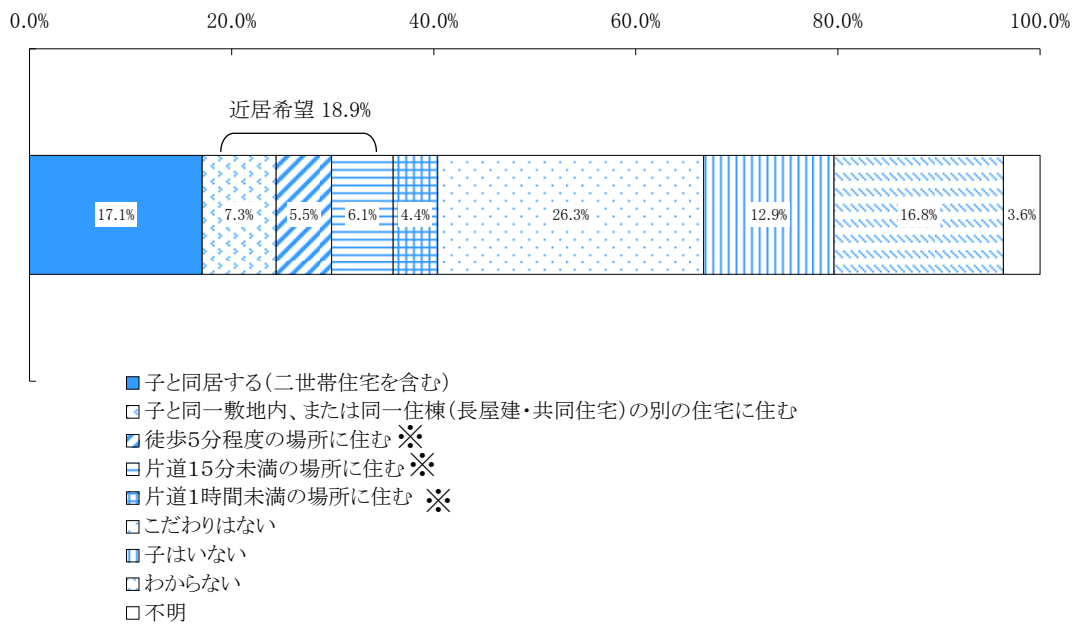 0.0% 20.0% 40.0% 60.0% 80.0% 100.0%
近居希望 18.9%
17.1% 7.3% 5.5% 6.1% 4.4% 26.3% 12.9% 16.8% 3.6%
子と同居する(二世帯住宅を含む)
子と同一敷地内、または同一住棟(長屋建・共同住宅)の別の住宅に住む
徒歩5分程度の場所に住む ※
片道15分未満の場所に住む ※
片道1時間未満の場所に住む ※
こだわりはない
子はいない
わからない
不明